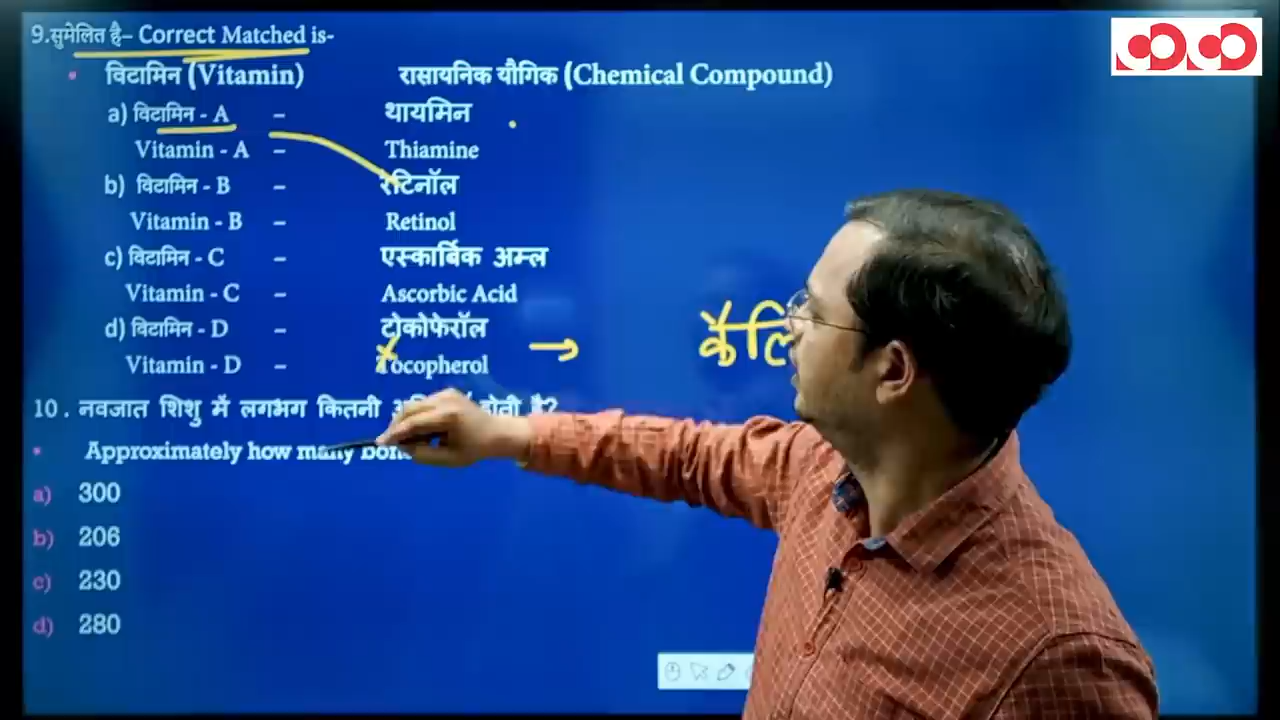 9.सुमेलित है– Correct Matched is-
• विटामिन (Vitamin) रासायनिक यौगिक (Chemical Compound)
a) विटामिन - A – थायमिन
Vitamin - A – Thiamine
b) विटामिन - B – रेटिनॉल
Vitamin - B – Retinol
c) विटामिन - C – एस्कार्बिक अम्ल
Vitamin - C – Ascorbic Acid
d) विटामिन - D – टोकोफेरॉल
Vitamin - D – Tocopherol → कैलि
10. नवजात शिशु में लगभग कितनी होती है?
• Approximately how many
a) 300
b) 206
c) 230
d) 280